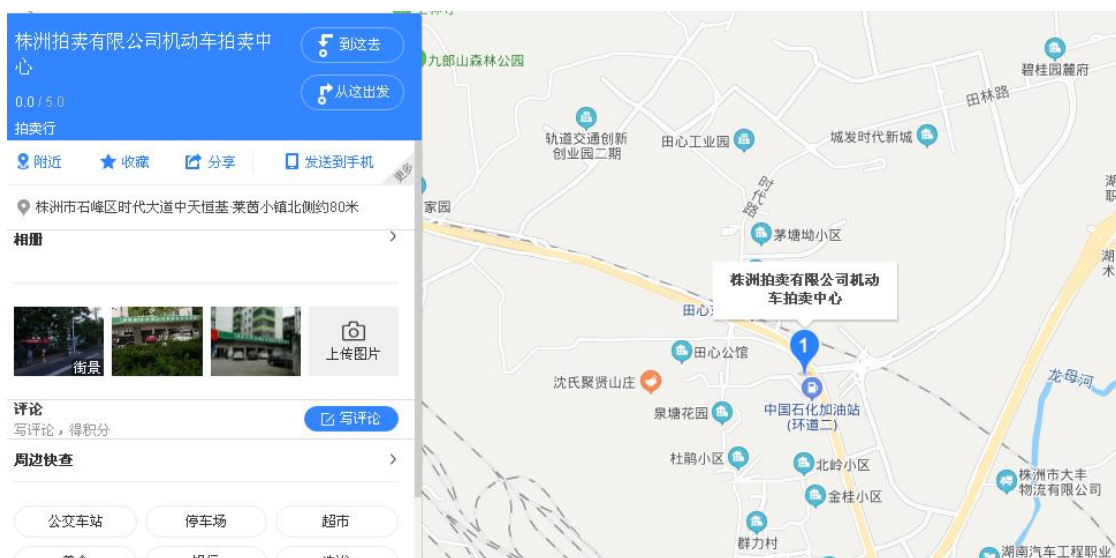 株洲拍卖有限公司机动车拍卖中
心
到这去
从这出发
0.0 / 5.0
拍卖行
附近
收藏
分享
发送到手机
更多
株洲市石峰区时代大道中天恒基·莱茵小镇北侧约80米
相册
街景
上传图片
评论
写评论，得积分
写评论
周边快查
公交车站
停车场
超市
九郎山森林公园
碧桂园麓府
田林路
轨道交通创新
创业园二期
田心工业园
城发时代新城
时代路
家园
茅塘坳小区
株洲拍卖有限公司机动
车拍卖中心
1
田心公馆
沈氏聚贤山庄
龙母河
泉塘花园
中国石化加油站
(环道二)
杜鹃小区
北岭小区
株洲市大丰
物流有限公司
金桂小区
群力村
湖南汽车工程职业